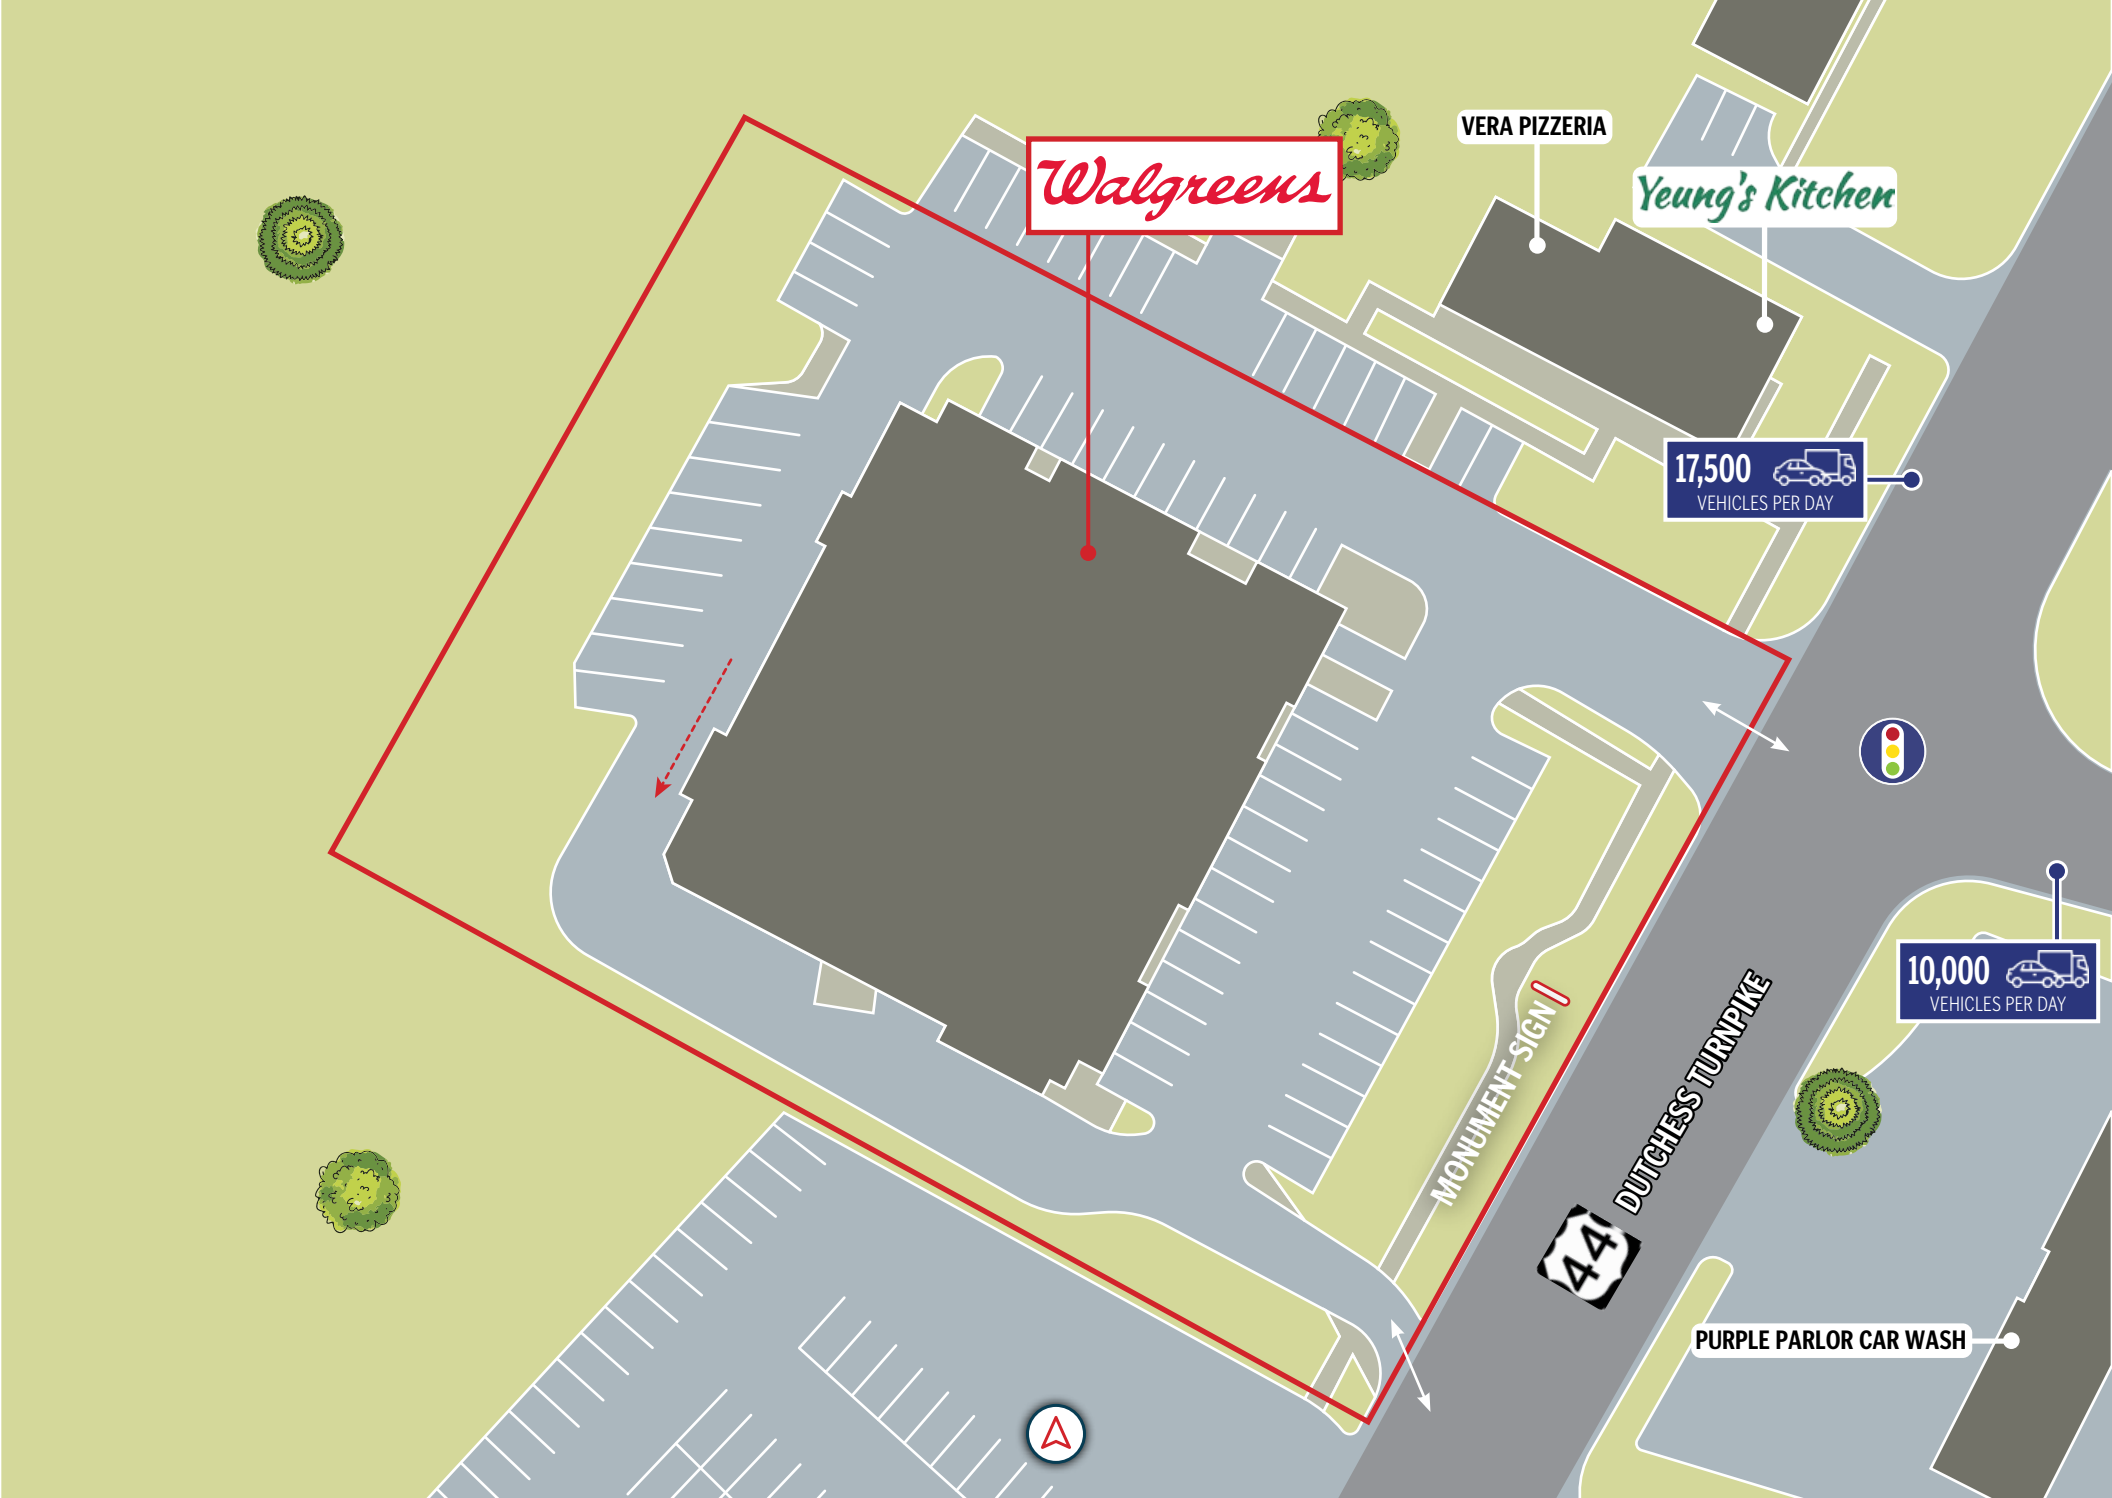 VERA PIZZERIA
Walgreens
Yeung's Kitchen
17,500
VEHICLES PER DAY
10,000
VEHICLES PER DAY
MONUMENT SIGN
DUTCHESS TURNPIKE
44
PURPLE PARLOR CAR WASH